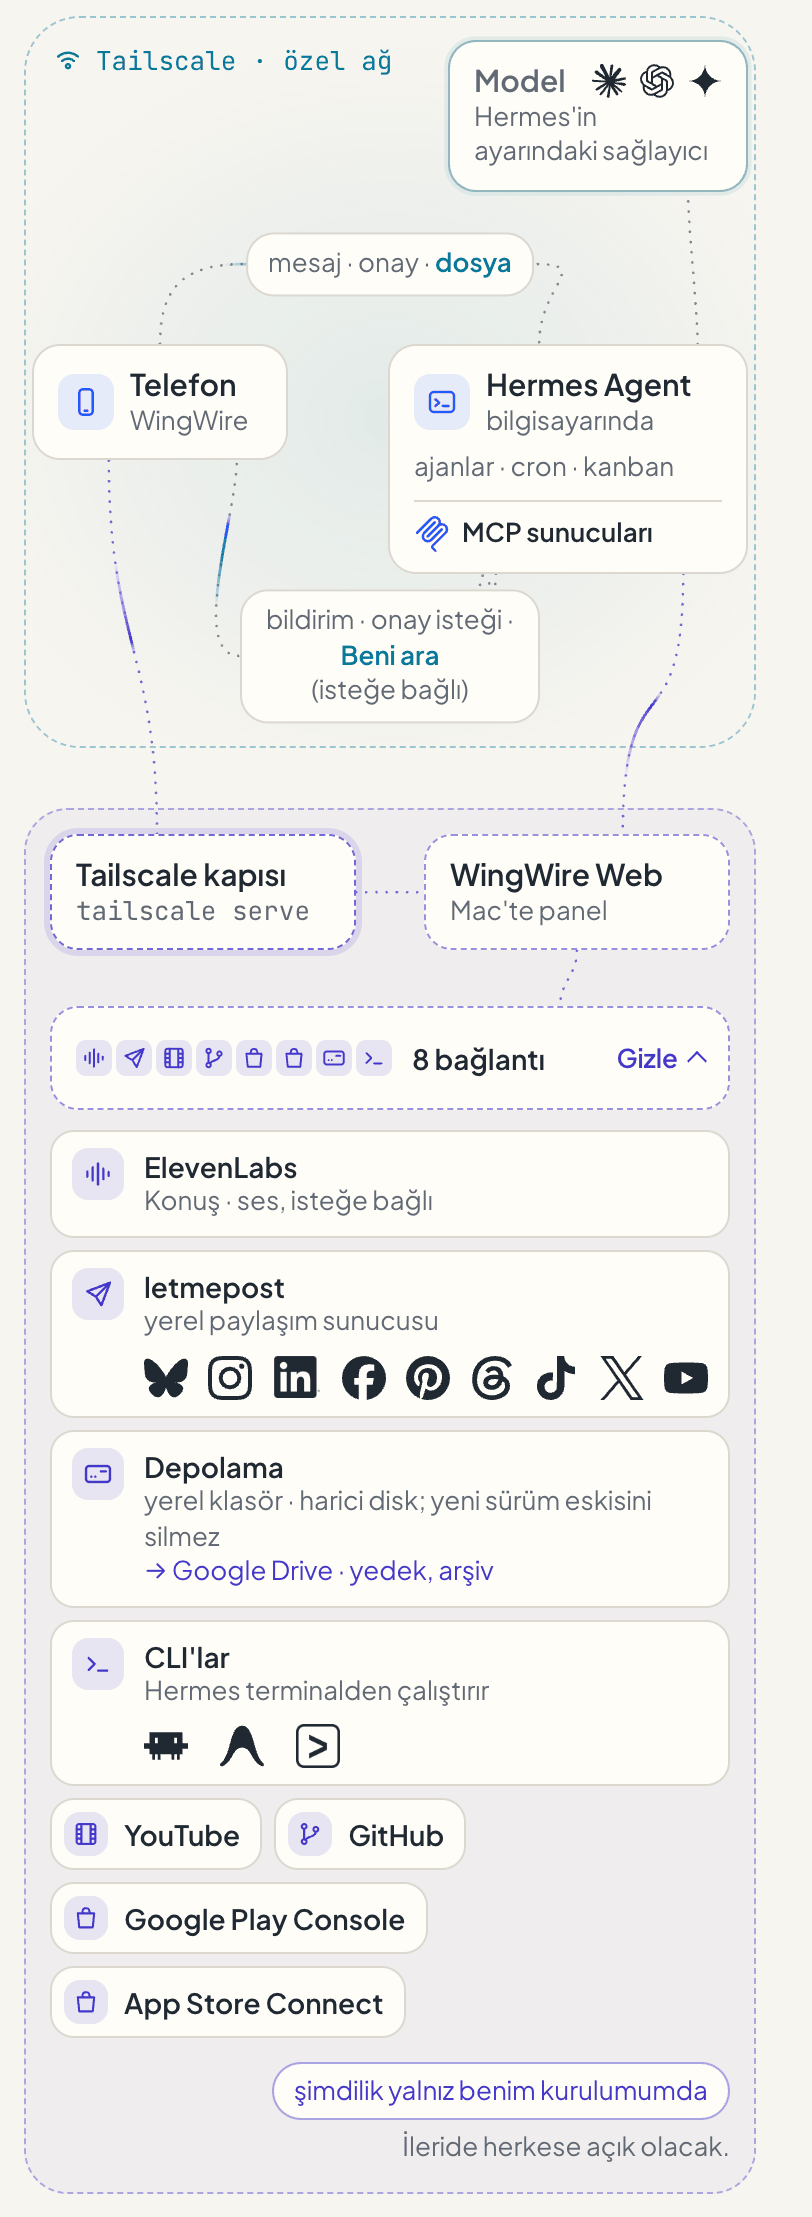 Tailscale · özel ağ
Model
Hermes'in
ayarındaki sağlayıcı
mesaj · onay · dosya
Telefon
WingWire
Hermes Agent
bilgisayarında
ajanlar · cron · kanban
MCP sunucuları
bildirim · onay isteği ·
Beni ara
(isteğe bağlı)
Tailscale kapısı
tailscale serve
WingWire Web
Mac'te panel
8 bağlantı
Gizle
ElevenLabs
Konuş · ses, isteğe bağlı
letmepost
yerel paylaşım sunucusu
Depolama
yerel klasör · harici disk; yeni sürüm eskisini
silmez
→ Google Drive · yedek, arşiv
CLI'lar
Hermes terminalden çalıştırır
YouTube
GitHub
Google Play Console
App Store Connect
şimdilik yalnız benim kurulumumda
İleride herkese açık olacak.